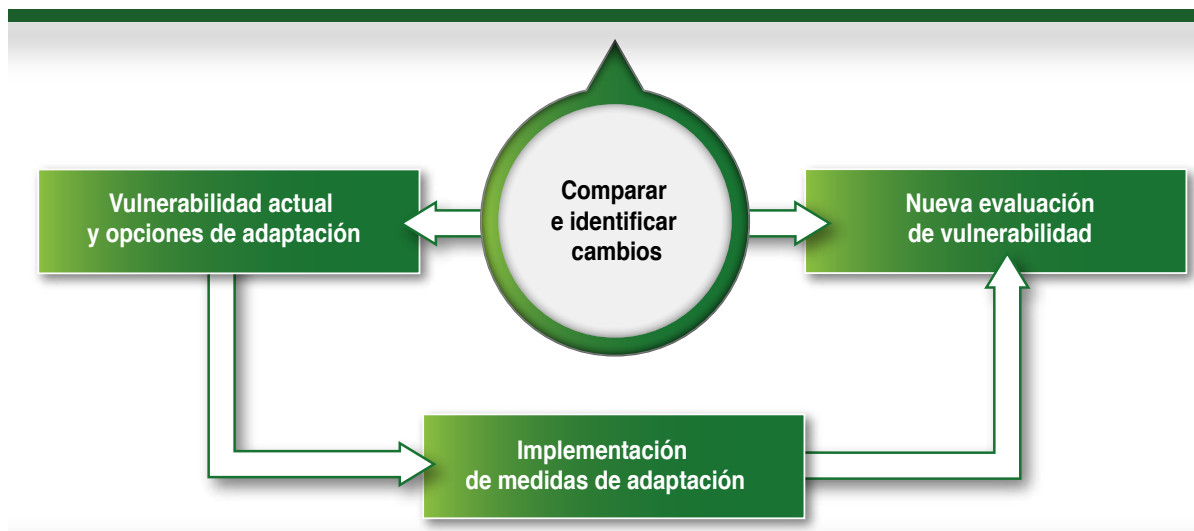 Vulnerabilidad actual
y opciones de adaptación
Comparar
e identificar
cambios
Nueva evaluación
de vulnerabilidad
Implementación
de medidas de adaptación